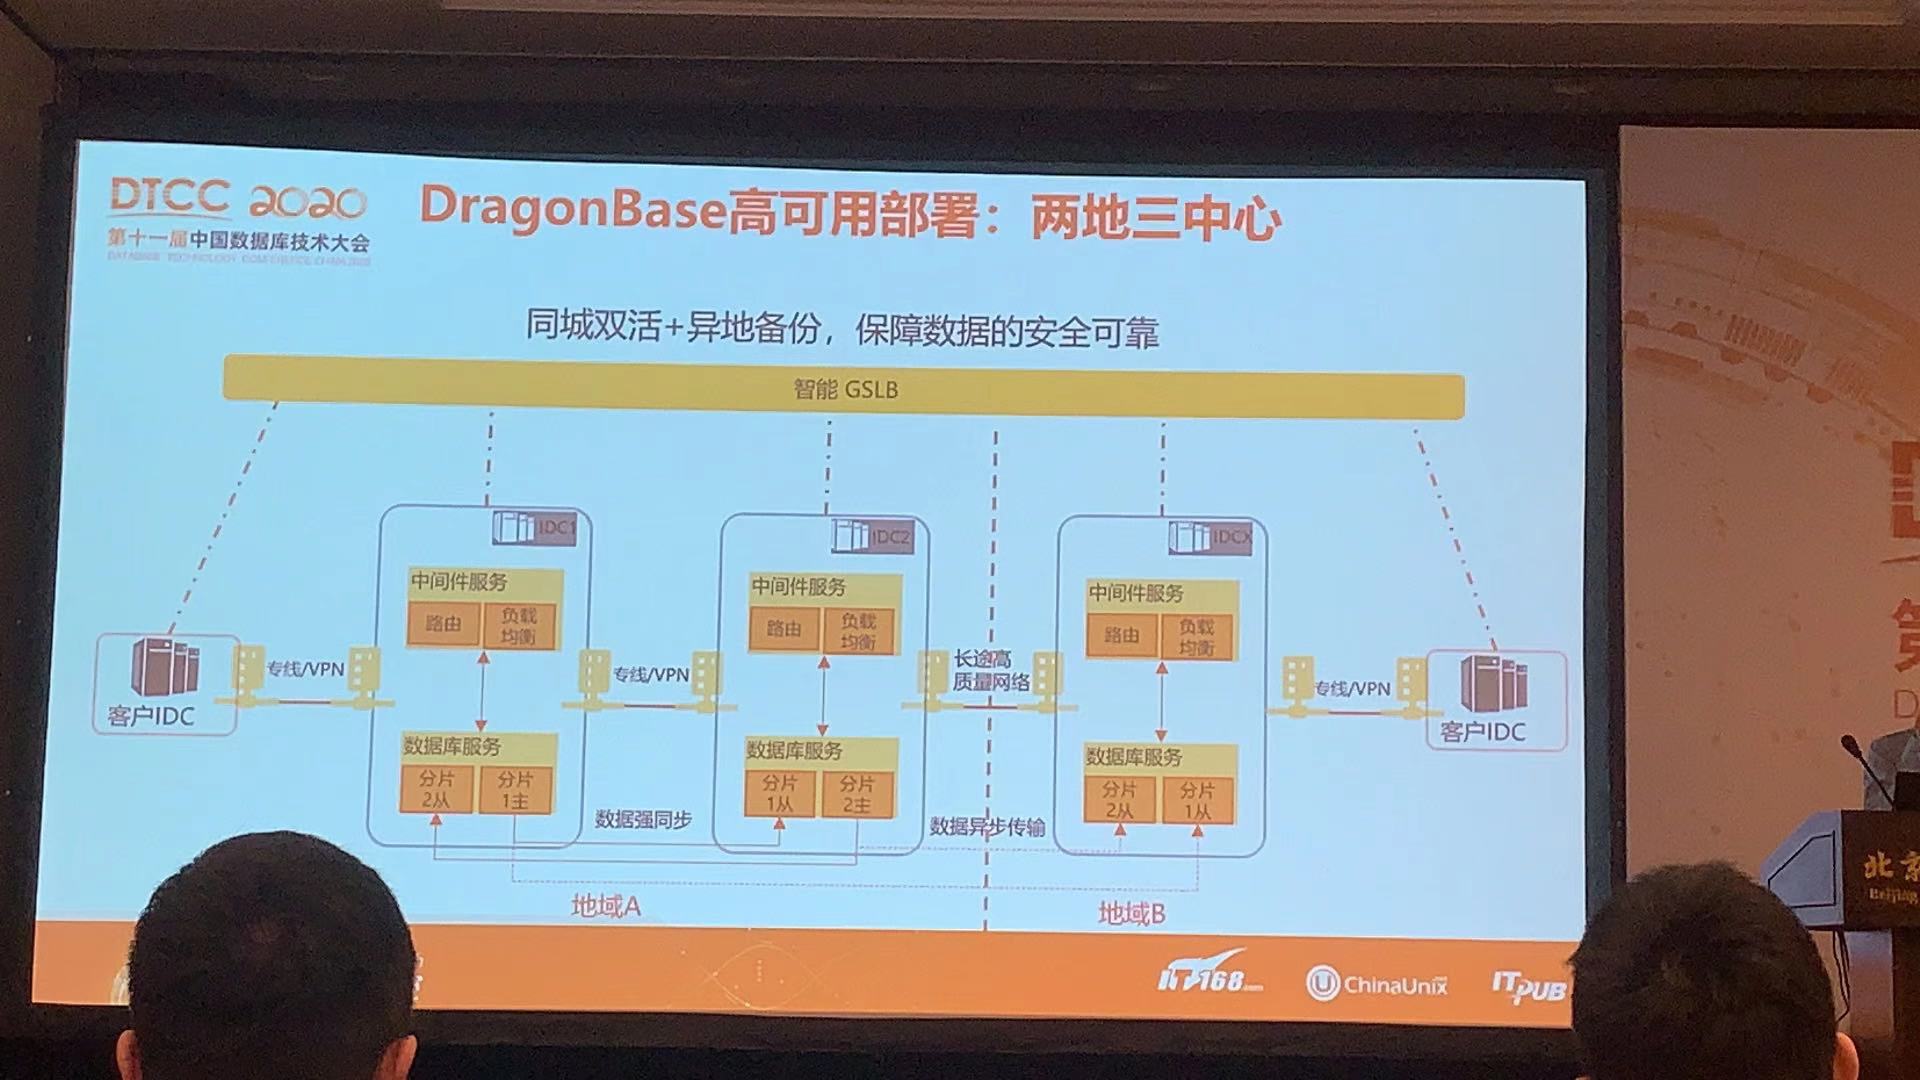 DTCC 2020
第十一届中国数据库技术大会
DragonBase高可用部署：两地三中心
同城双活+异地备份，保障数据的安全可靠
智能 GSLB
IDC1
IDC2
IDCX
中间件服务
路由
负载
均衡
中间件服务
路由
负载
均衡
中间件服务
路由
负载
均衡
客户IDC
专线/VPN
专线/VPN
长途高
质量网络
专线/VPN
客户IDC
数据库服务
分片
2从
分片
1主
数据库服务
分片
1从
分片
2主
数据库服务
分片
2从
分片
1从
数据强同步
数据异步传输
地域A
地域B
IT168.com
ChinaUnix
ITPUB
第
D
北京
Beijing